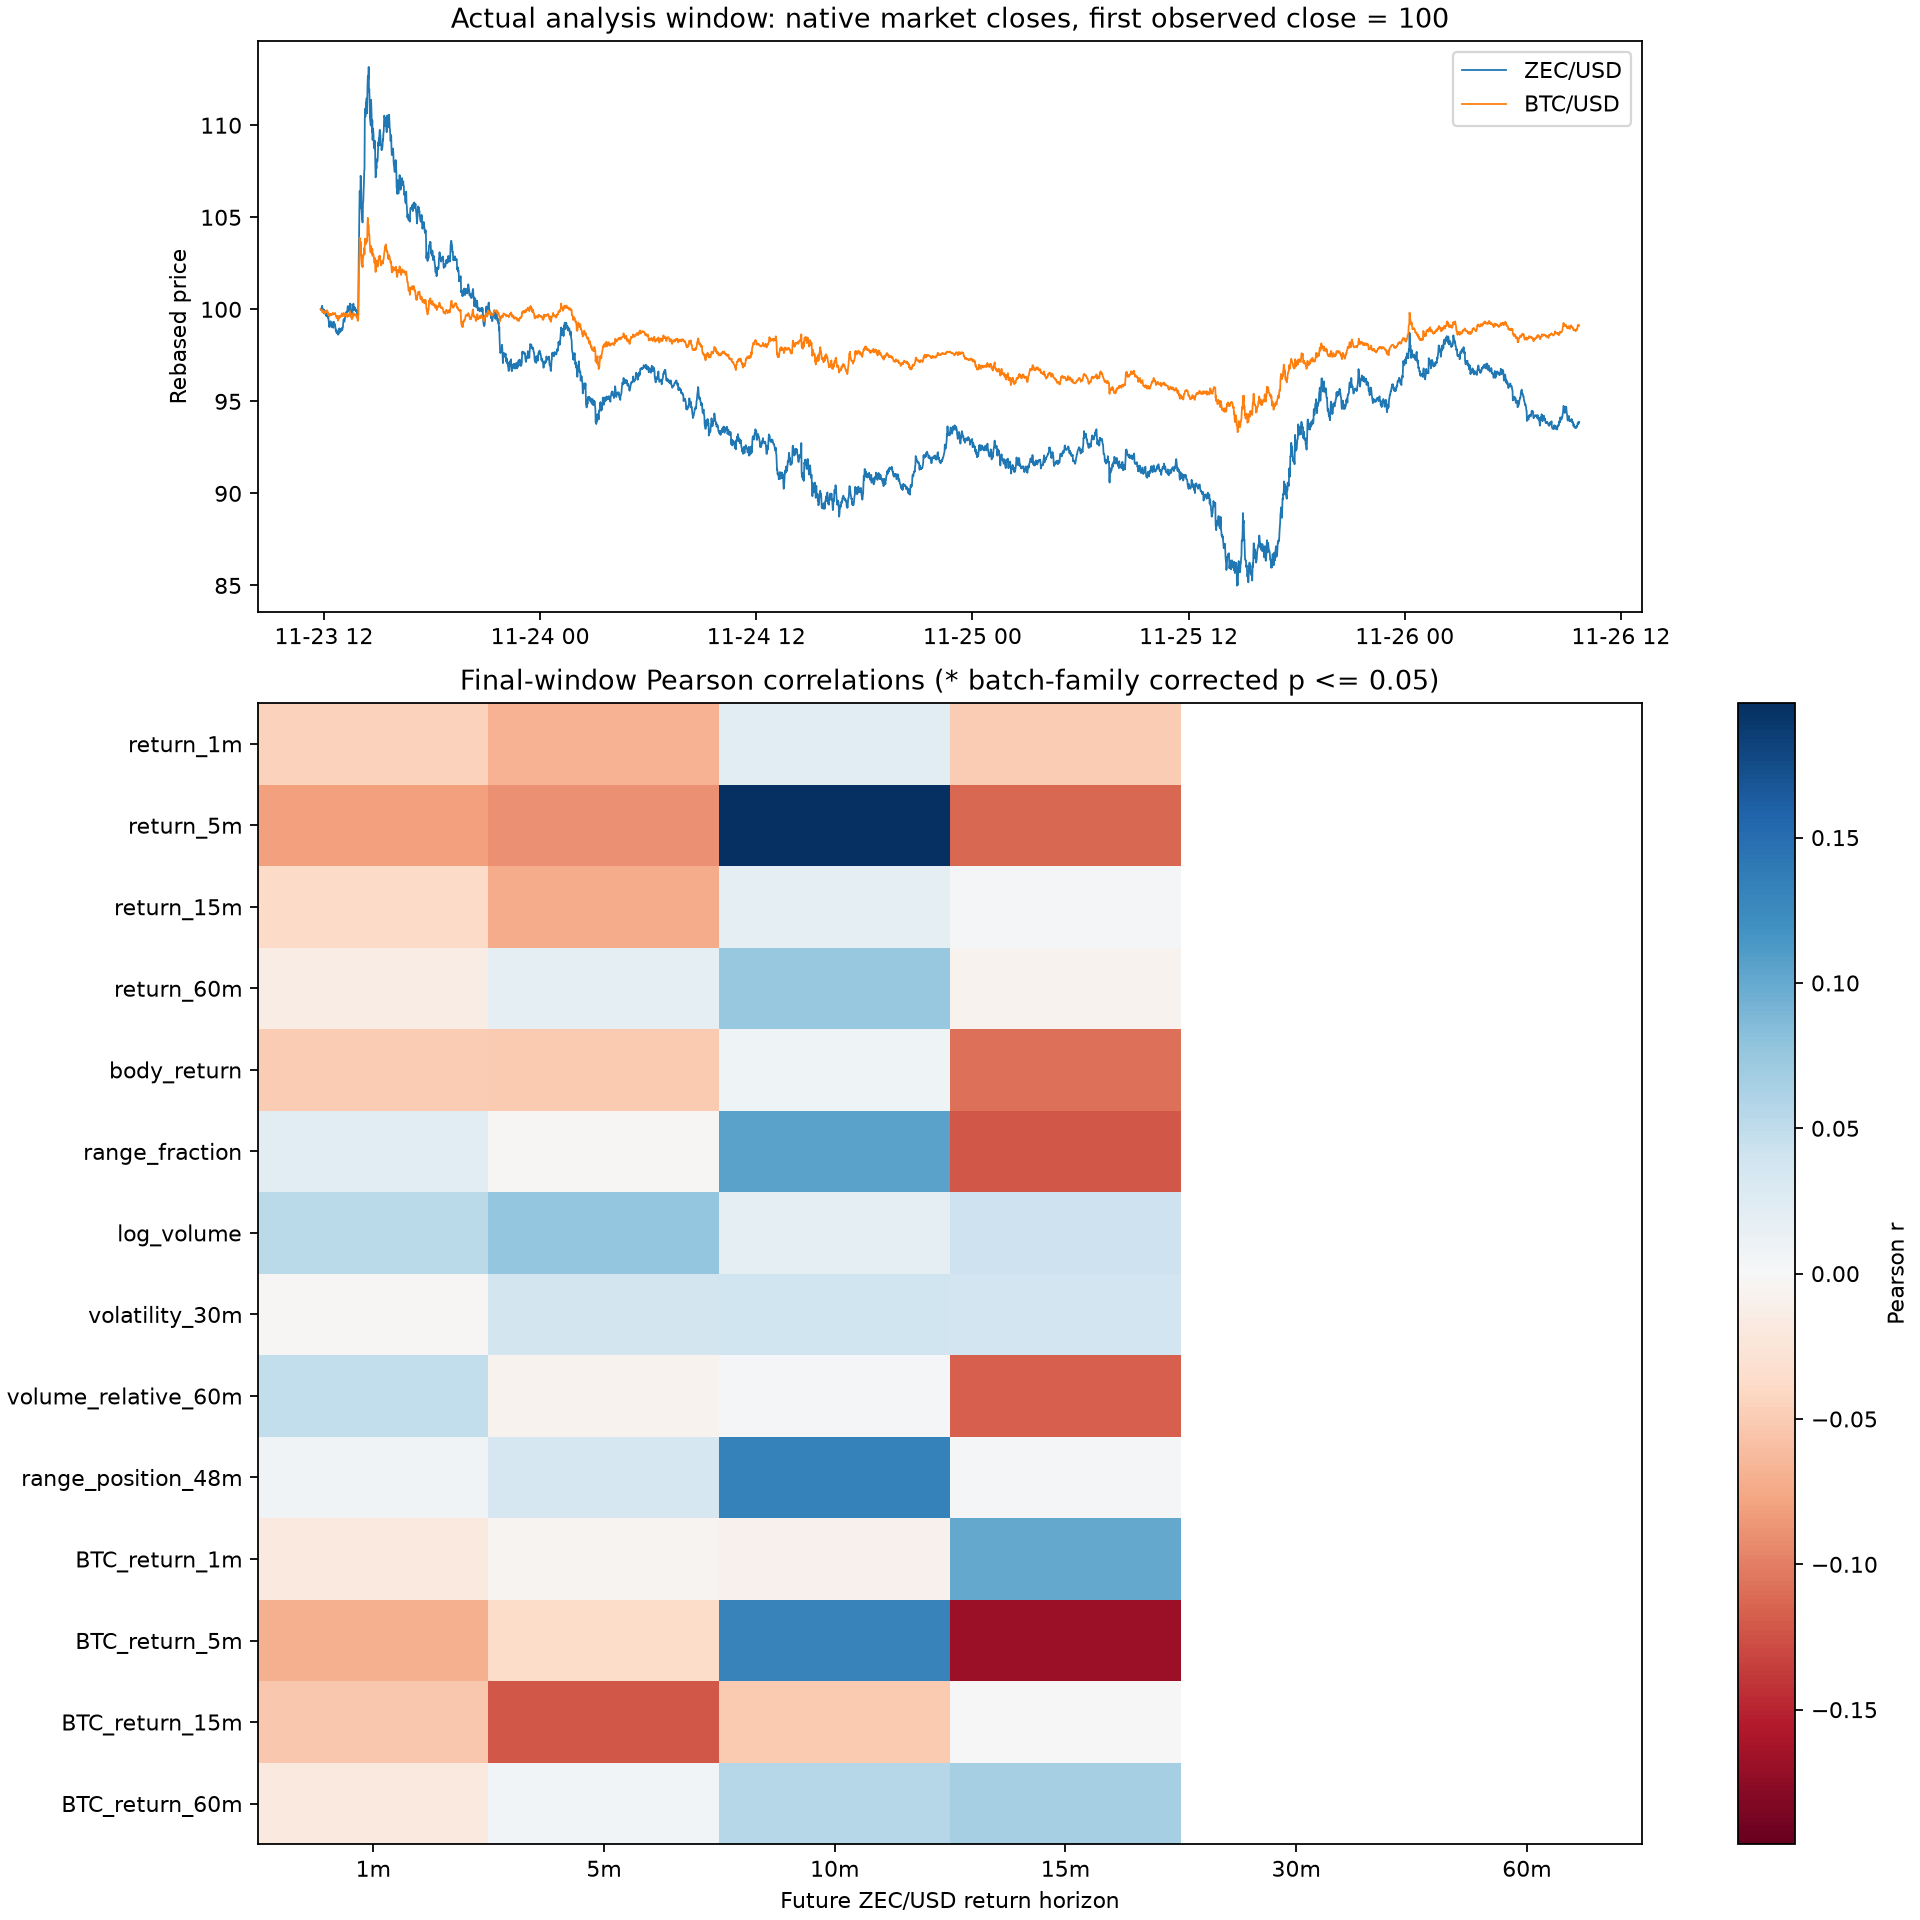 Actual analysis window: native market closes, first observed close = 100
ZEC/USD
BTC/USD
Rebased price
110
105
100
95
90
85
11-23 12
11-24 00
11-24 12
11-25 00
11-25 12
11-26 00
11-26 12
Final-window Pearson correlations (* batch-family corrected p <= 0.05)
return_1m
return_5m
return_15m
return_60m
body_return
range_fraction
log_volume
volatility_30m
volume_relative_60m
range_position_48m
BTC_return_1m
BTC_return_5m
BTC_return_15m
BTC_return_60m
1m
5m
10m
15m
30m
60m
Future ZEC/USD return horizon
0.15
0.10
0.05
0.00
−0.05
−0.10
−0.15
Pearson r